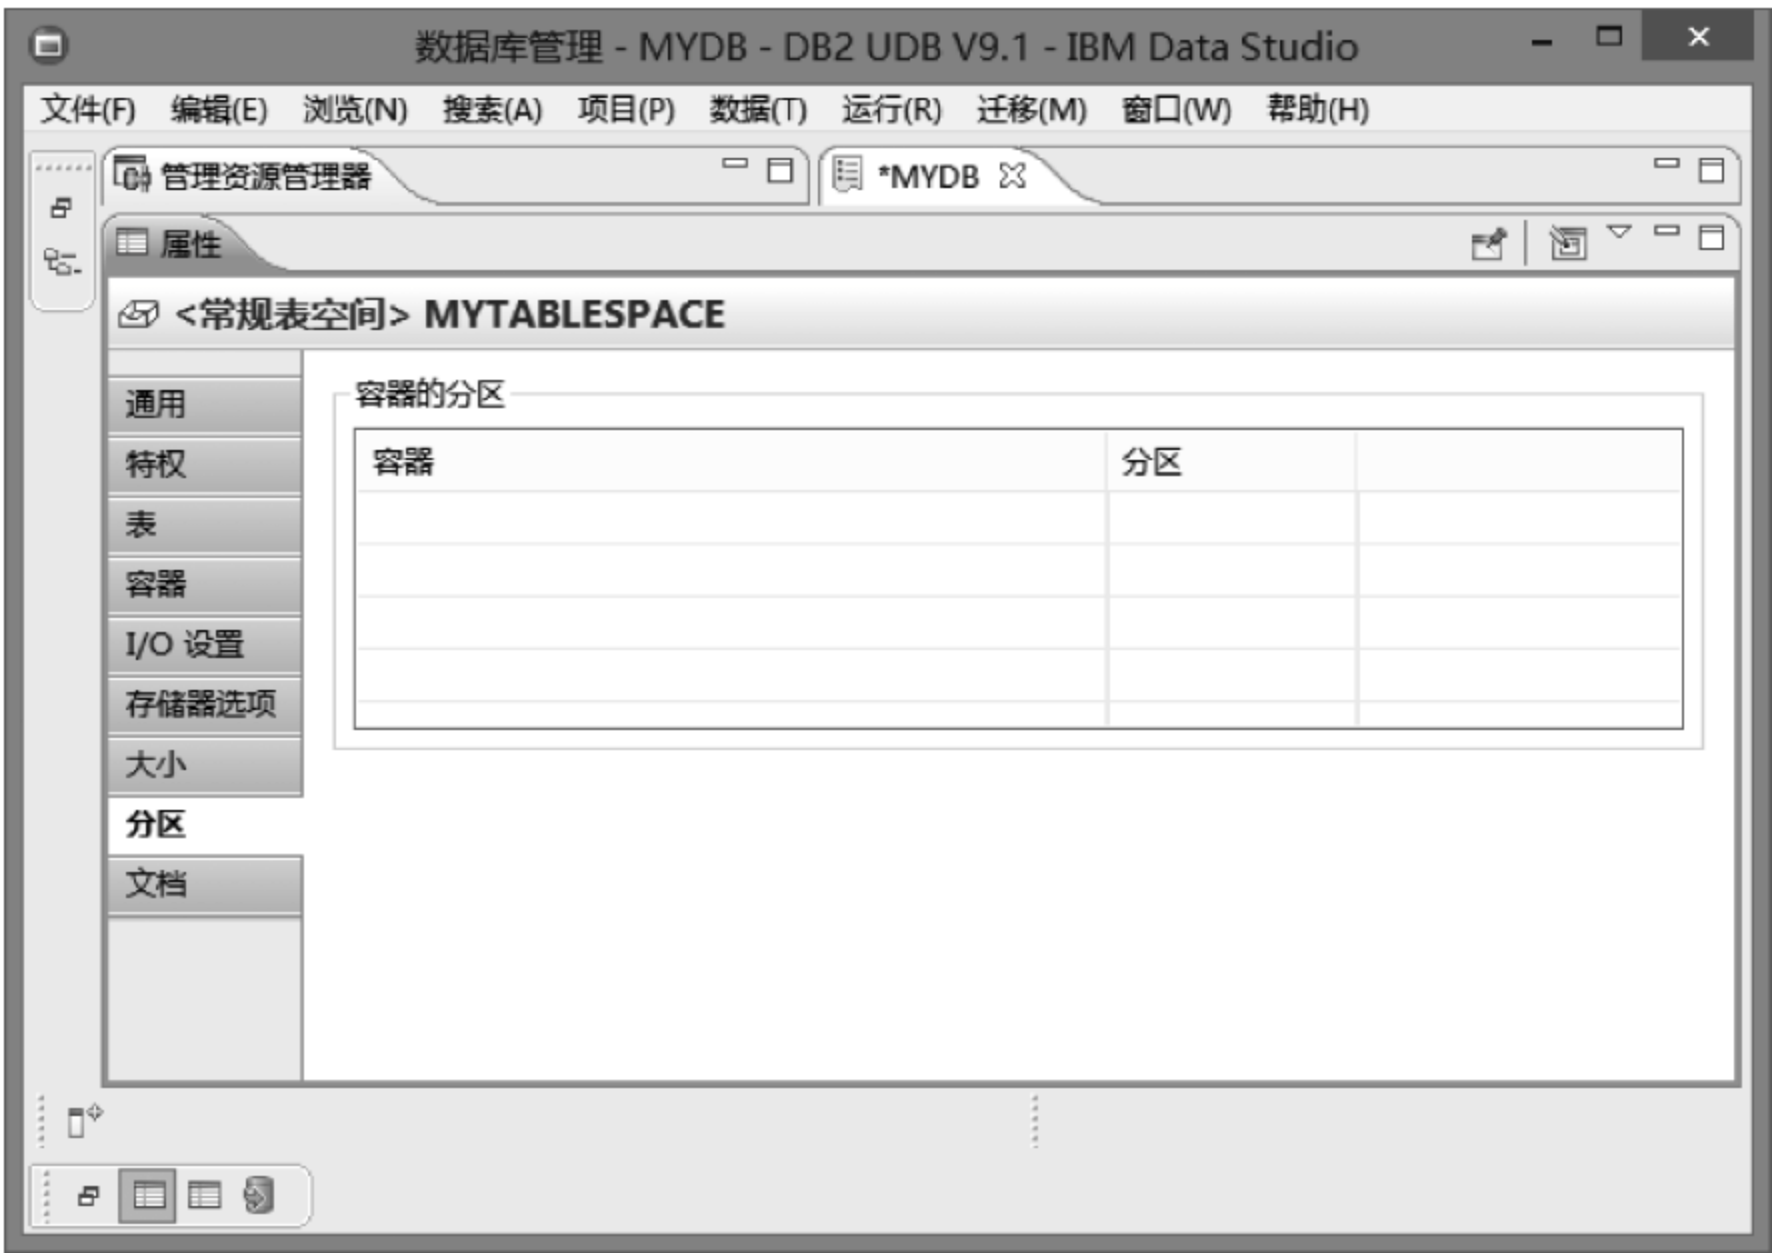 数据库管理 - MYDB - DB2 UDB V9.1 - IBM Data Studio
文件(F) 编辑(E) 浏览(N) 搜索(A) 项目(P) 数据(T) 运行(R) 迁移(M) 窗口(W) 帮助(H)
管理资源管理器 *MYDB
属性
<常规表空间> MYTABLESPACE
通用
特权
表
容器
I/O 设置
存储器选项
大小
分区
文档
容器的分区
容器 分区